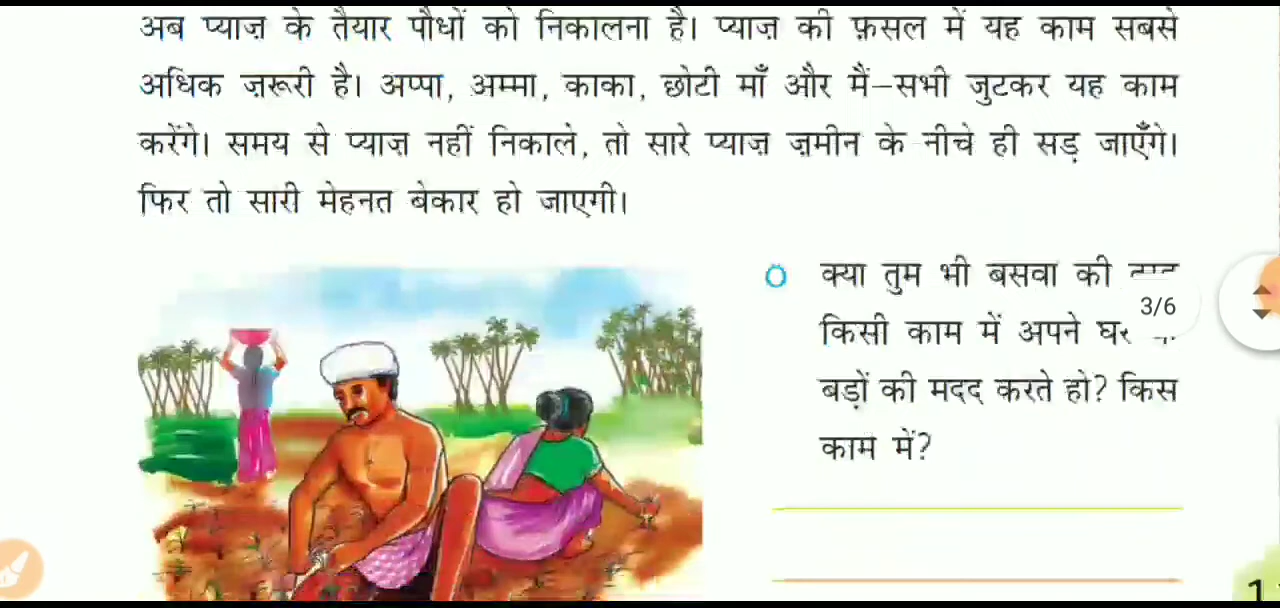 अब प्याज़ के तैयार पौधों को निकालना है। प्याज़ की फ़सल में यह काम सबसे
अधिक ज़रूरी है। अप्पा, अम्मा, काका, छोटी माँ और मैं—सभी जुटकर यह काम
करेंगे। समय से प्याज़ नहीं निकाले, तो सारे प्याज़ ज़मीन के नीचे ही सड़ जाएँगे।
फिर तो सारी मेहनत बेकार हो जाएगी।
क्या तुम भी बसवा की
3/6
किसी काम में अपने
बड़ों की मदद करते हो? किस
काम में?